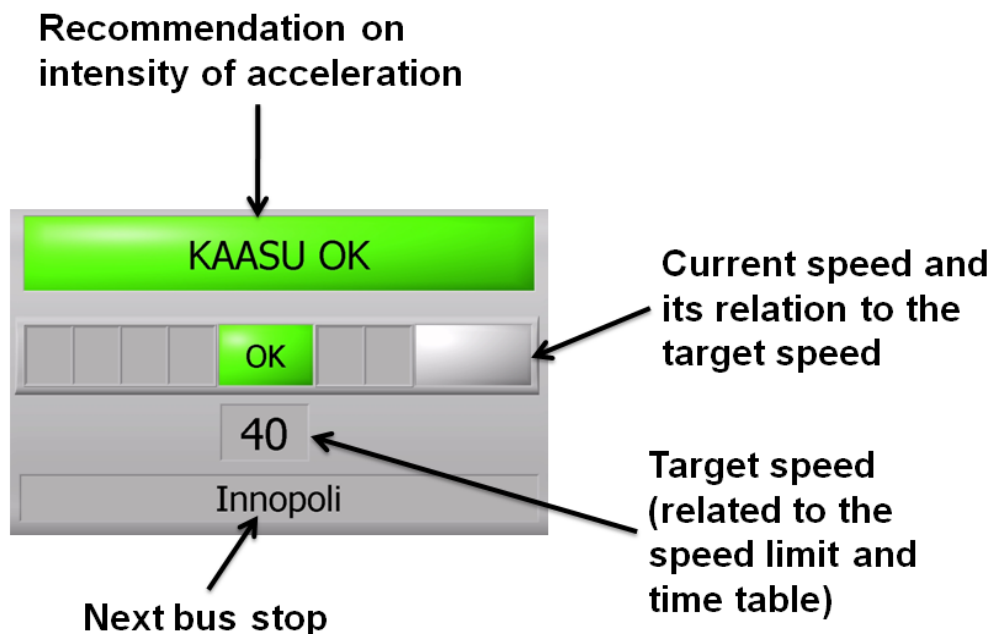 Recommendation on
intensity of acceleration
KAASU OK
OK
Current speed and
its relation to the
target speed
40
Target speed
(related to the
speed limit and
time table)
Innopoli
Next bus stop